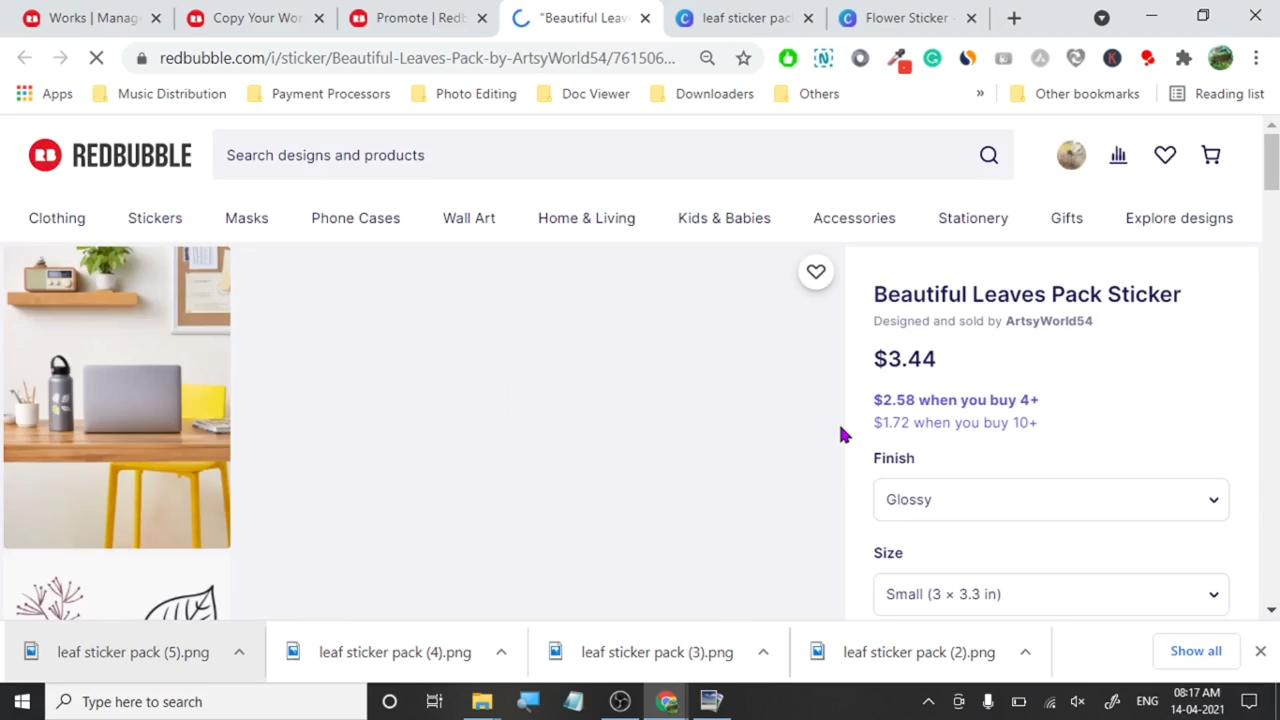 Works | Manag
Copy Your Wor
Promote | Redb
"Beautiful Leav
leaf sticker pac
Flower Sticker -
redbubble.com/i/sticker/Beautiful-Leaves-Pack-by-ArtsyWorld54/761506...
Apps
Music Distribution
Payment Processors
Photo Editing
Doc Viewer
Downloaders
Others
»
Other bookmarks
Reading list
RB REDBUBBLE
Search designs and products
Clothing
Stickers
Masks
Phone Cases
Wall Art
Home & Living
Kids & Babies
Accessories
Stationery
Gifts
Explore designs
Beautiful Leaves Pack Sticker
Designed and sold by ArtsyWorld54
$3.44
$2.58 when you buy 4+
$1.72 when you buy 10+
Finish
Glossy
Size
Small (3 × 3.3 in)
leaf sticker pack (5).png
leaf sticker pack (4).png
leaf sticker pack (3).png
leaf sticker pack (2).png
Show all
Type here to search
ENG
08:17 AM
14-04-2021